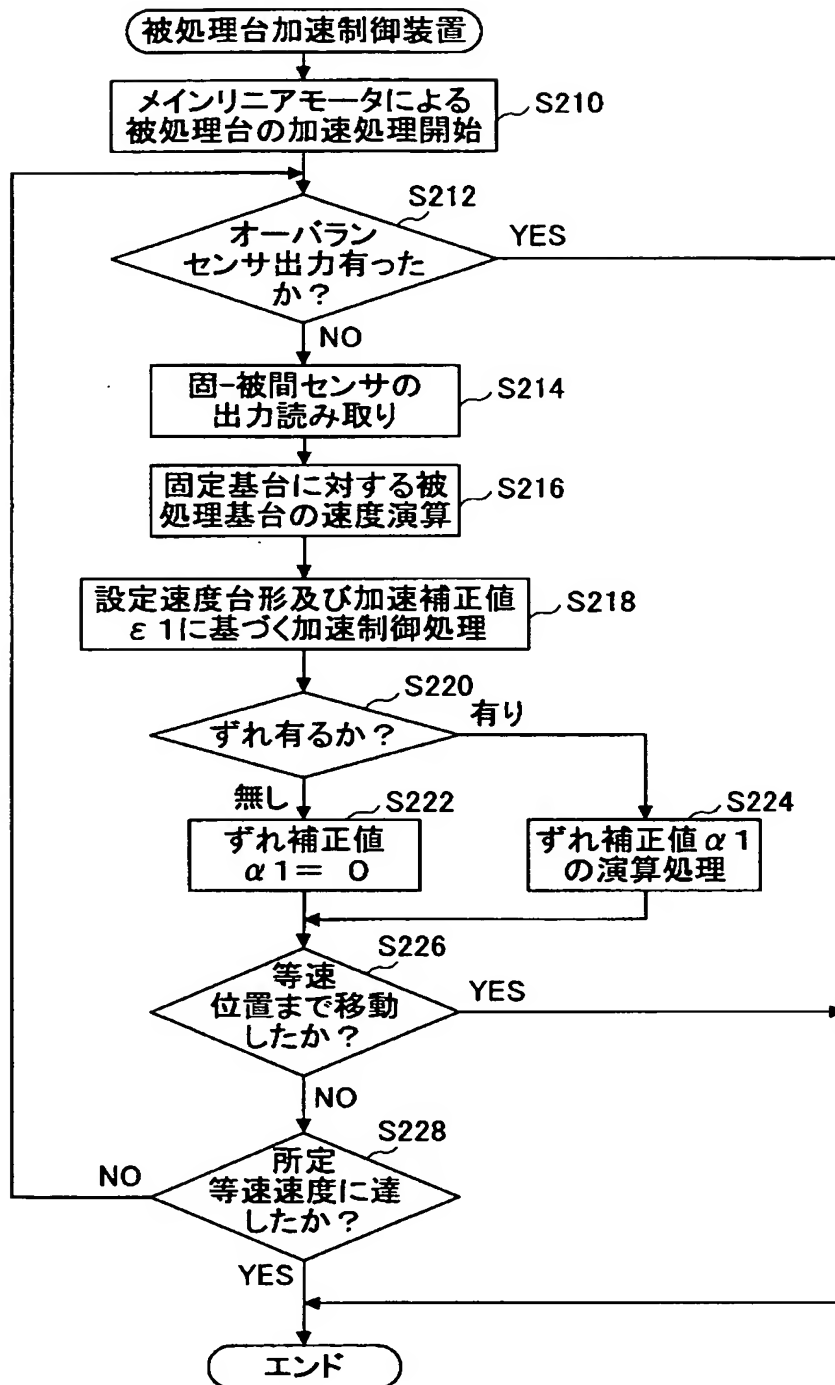 被処理台加速制御装置
メインリニアモータによる
被処理台の加速処理開始
S210
S212
オーバラン
センサ出力有った
か？
YES
NO
固-被間センサの
出力読み取り
S214
固定基台に対する被
処理基台の速度演算
S216
設定速度台形及び加速補正値
ε1に基づく加速制御処理
S218
S220
ずれ有るか？
有り
無し
S222
ずれ補正値
α1＝ 0
S224
ずれ補正値α1
の演算処理
S226
等速
位置まで移動
したか？
YES
NO
S228
所定
等速速度に達
したか？
NO
YES
エンド